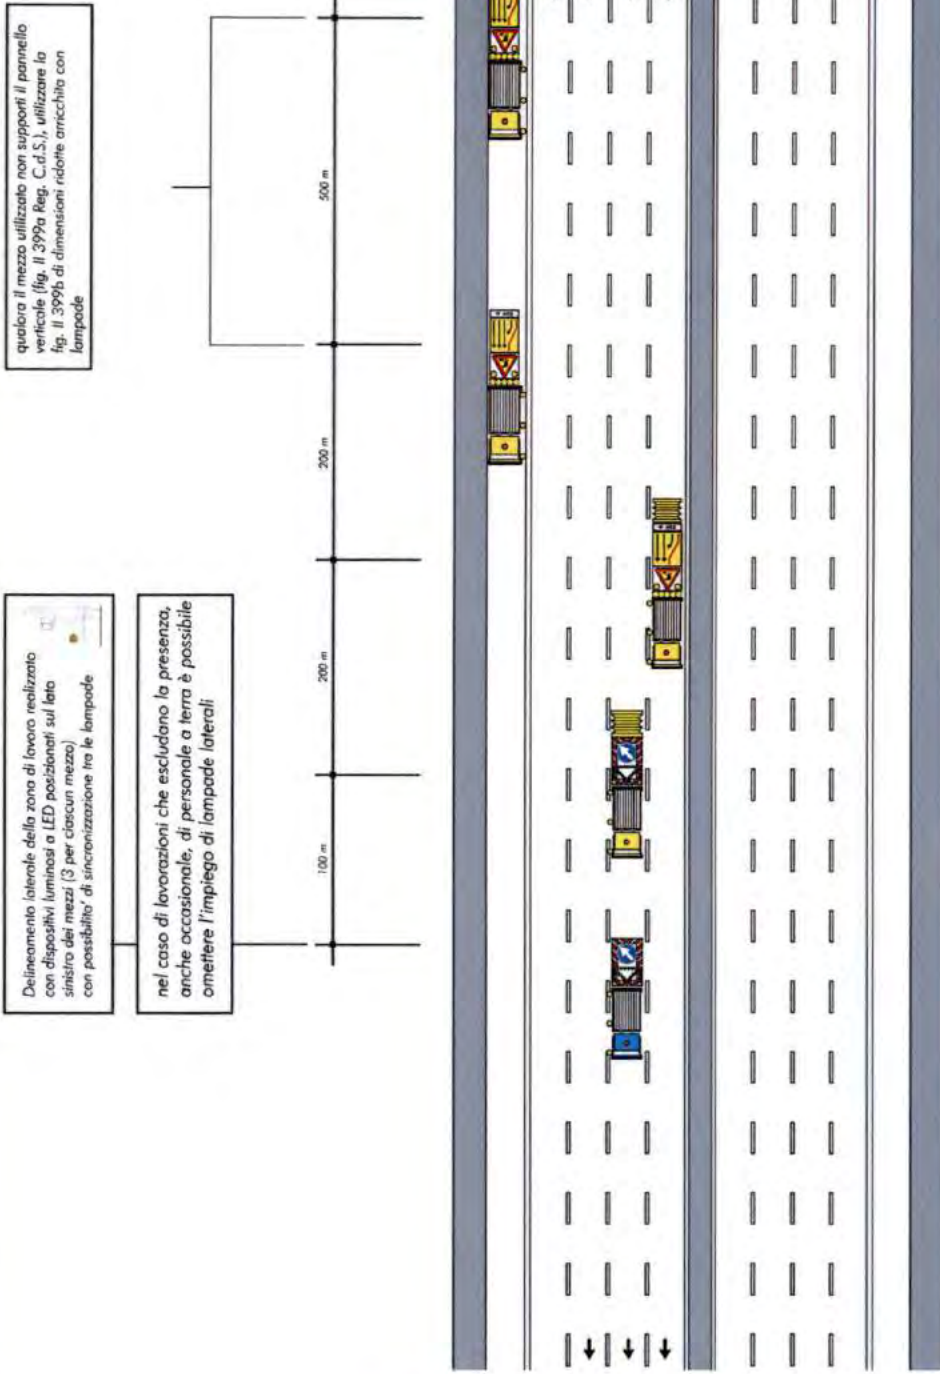 Delineamento laterale della zona di lavoro realizzato
con dispositivi luminosi a LED posizionati sul lato
sinistro dei mezzi (3 per ciascun mezzo)
con possibilita' di sincronizzazione tra le lampade
nel caso di lavorazioni che escludano la presenza,
anche occasionale, di personale a terra è possibile
omettere l'impiego di lampade laterali
qualora il mezzo utilizzato non supporti il pannello
verticale (fig. II 399a Reg. C.d.S.), utilizzare la
fig. II 399b di dimensioni ridotte arricchita con
lampade
100 m
200 m
200 m
500 m